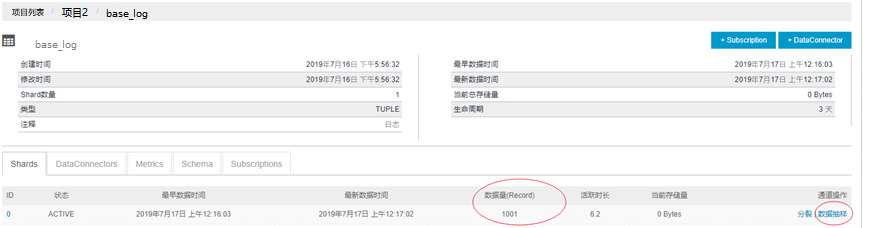 项目列表 / 项目2 / base_log
base_log
+ Subscription
+ DataConnector
创建时间 2019年7月16日 下午5:56:32
修改时间 2019年7月16日 下午5:56:32
Shard数量 1
类型 TUPLE
注释 日志
最早数据时间 2019年7月17日 上午12:16:03
最新数据时间 2019年7月17日 上午12:17:02
当前总存储量 0 Bytes
生命周期 3 天
Shards DataConnectors Metrics Schema Subscriptions
ID 状态 最早数据时间 最新数据时间 数据量(Record) 活跃时长 当前存储量 通道操作
0 ACTIVE 2019年7月17日 上午12:16:03 2019年7月17日 上午12:17:02 1001 6.2 0 Bytes 分裂 | 数据抽样